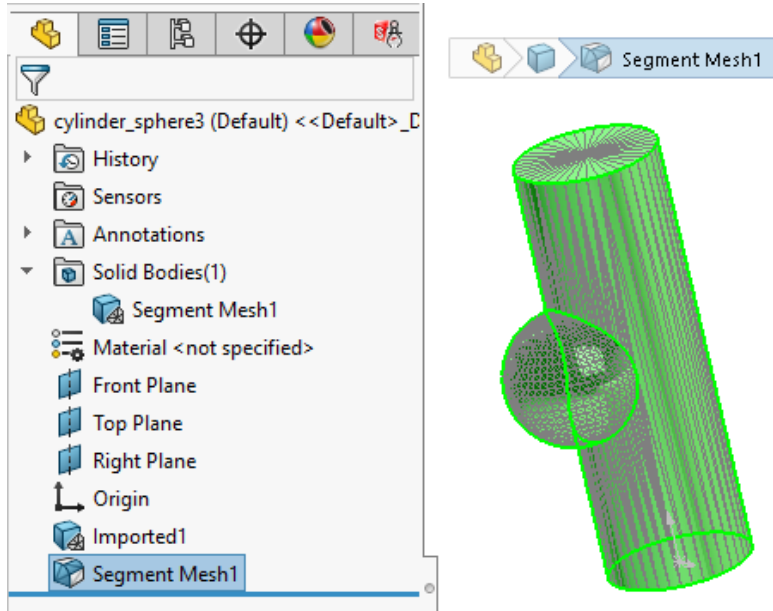 cylinder_sphere3 (Default) <<Default>_D
History
Sensors
A Annotations
Solid Bodies(1)
Segment Mesh1
Material <not specified>
Front Plane
Top Plane
Right Plane
Origin
Imported1
Segment Mesh1
Segment Mesh1